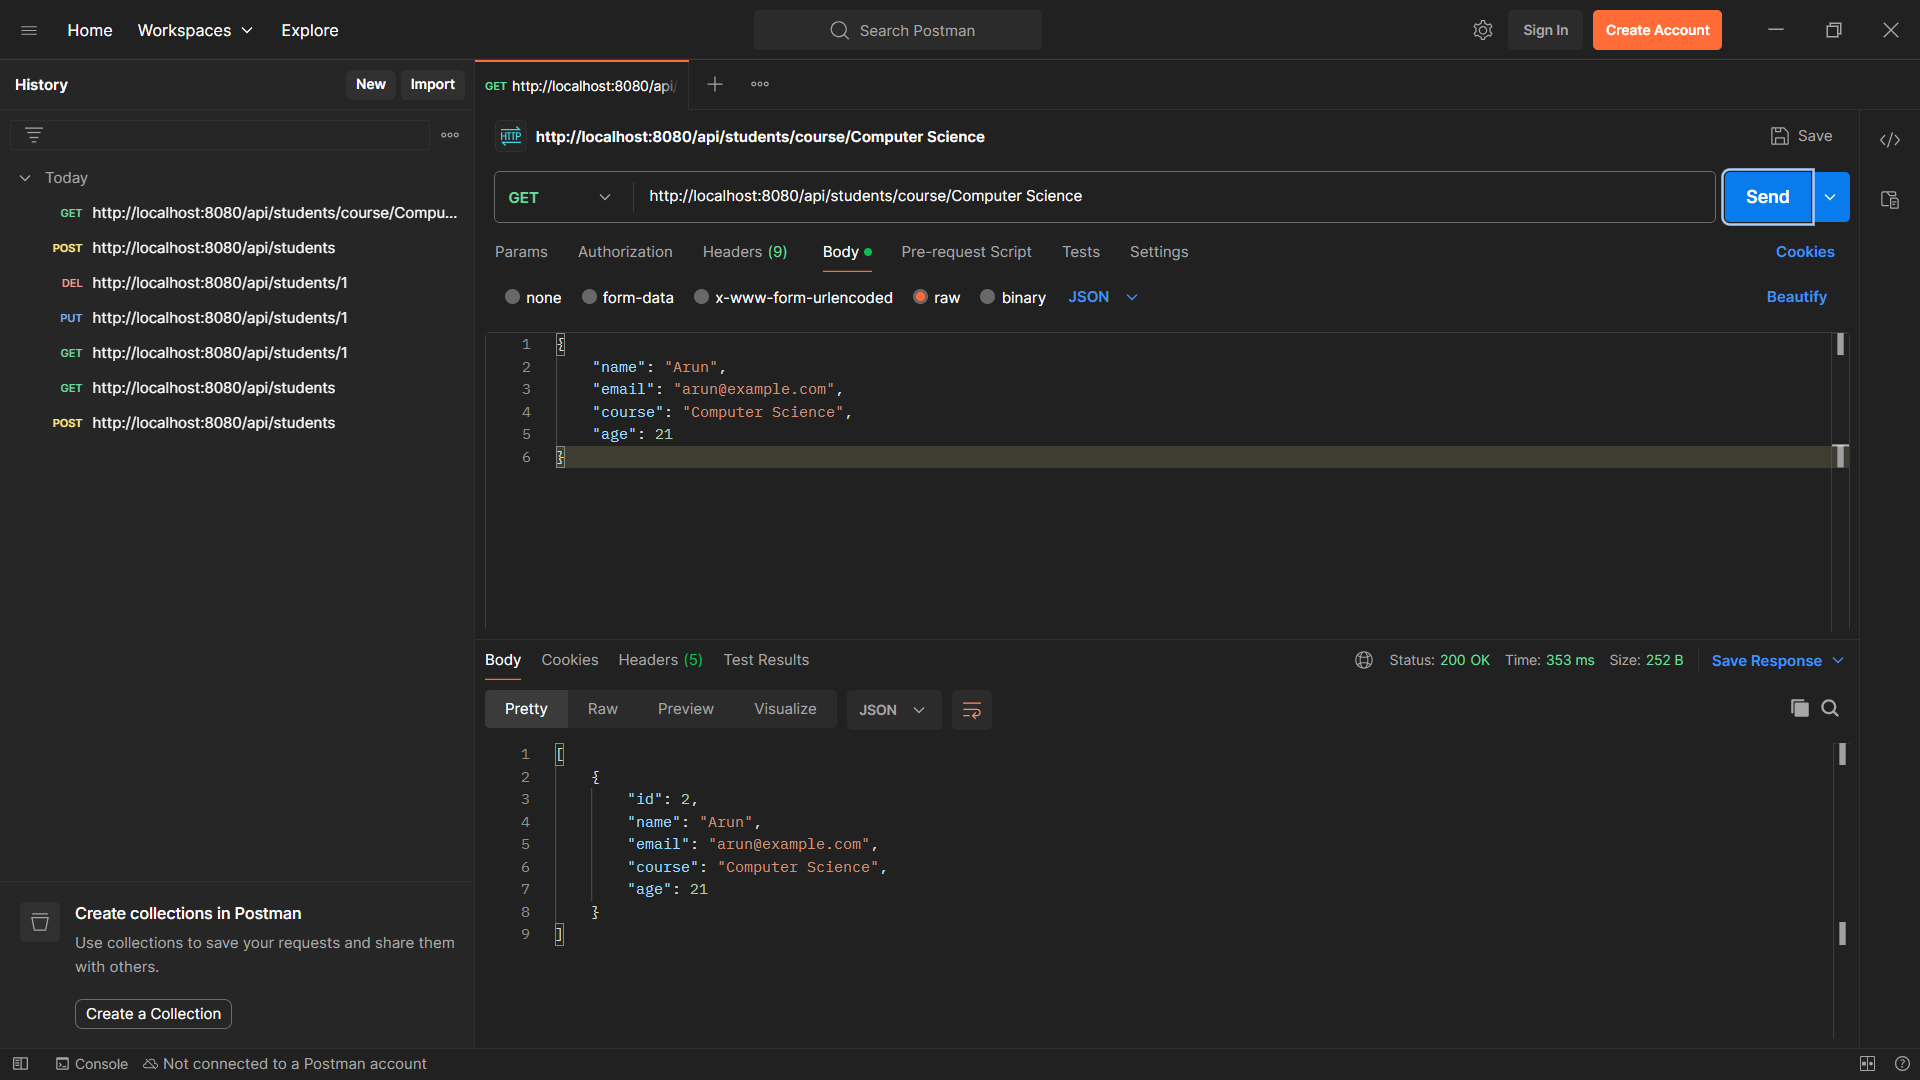 Home Workspaces Explore Search Postman Sign In Create Account
History New Import
GET http://localhost:8080/api/
http://localhost:8080/api/students/course/Computer Science Save
Today
GET http://localhost:8080/api/students/course/Compu...
POST http://localhost:8080/api/students
DEL http://localhost:8080/api/students/1
PUT http://localhost:8080/api/students/1
GET http://localhost:8080/api/students/1
GET http://localhost:8080/api/students
POST http://localhost:8080/api/students
Create collections in Postman
Use collections to save your requests and share them
with others.
Create a Collection
HTTP
GET http://localhost:8080/api/students/course/Computer Science Send
Params Authorization Headers (9) Body Pre-request Script Tests Settings Cookies
none form-data x-www-form-urlencoded raw binary JSON Beautify
1 {
2 "name": "Arun",
3 "email": "arun@example.com",
4 "course": "Computer Science",
5 "age": 21
6 }
Body Cookies Headers (5) Test Results Status: 200 OK Time: 353 ms Size: 252 B Save Response
Pretty Raw Preview Visualize JSON
1 [
2 {
3 "id": 2,
4 "name": "Arun",
5 "email": "arun@example.com",
6 "course": "Computer Science",
7 "age": 21
8 }
9 ]
Console Not connected to a Postman account